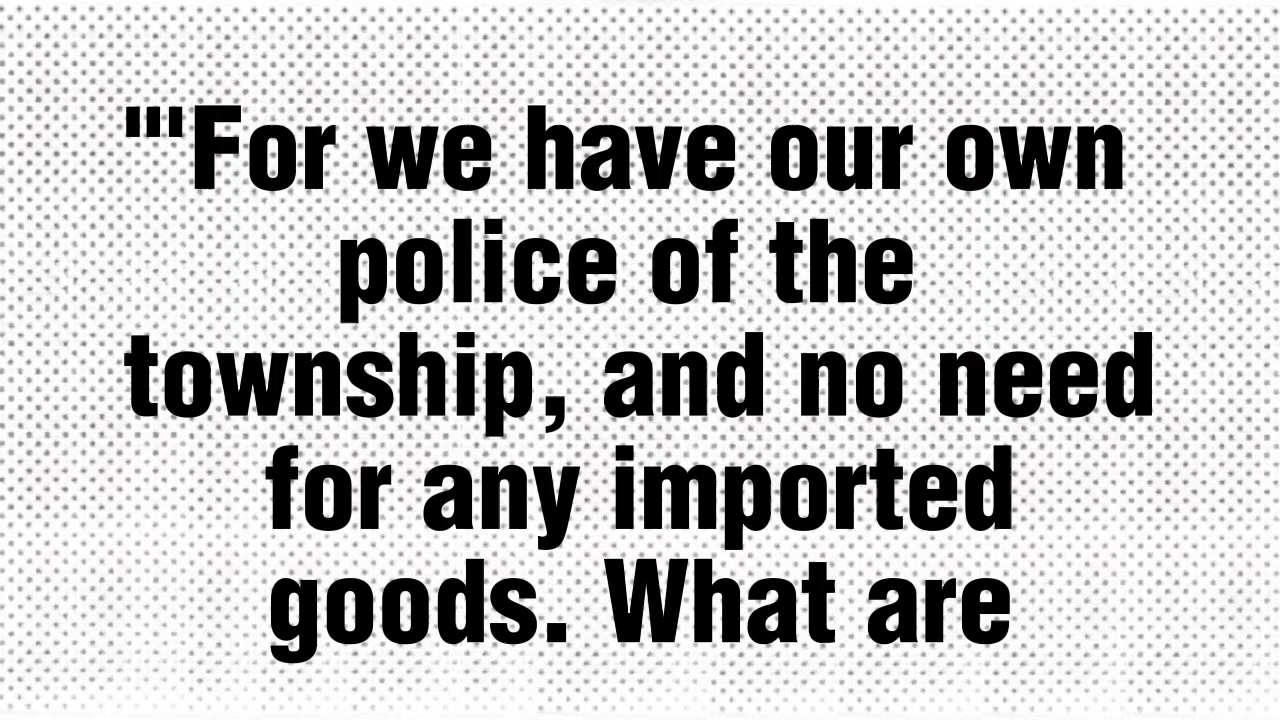 "'For we have our own
police of the
township, and no need
for any imported
goods. What are